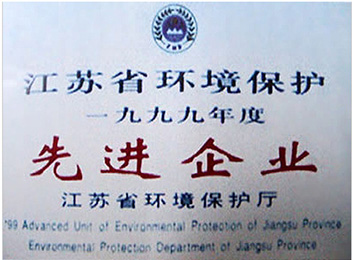 江苏省环境保护
一九九九年度
先进企业
江苏省环境保护厅
'99 Advanced Unit of Environmental Protection of Jiangsu Province
Environmental Protection Department of Jiangsu Province